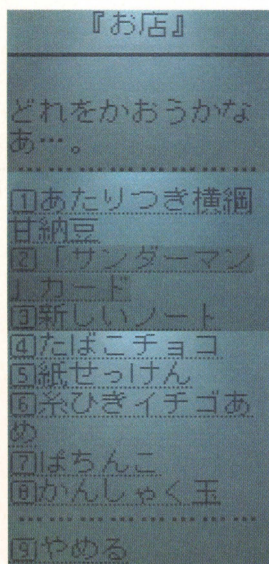 『お店』
どれをかおうかな
あ…。
1あたりつき横綱
甘納豆
2「サンダーマン
」カード
3新しいノート
4たばこチョコ
5紙せっけん
6糸ひきイチゴあ
め
7ぱちんこ
8かんしゃく玉
9やめる